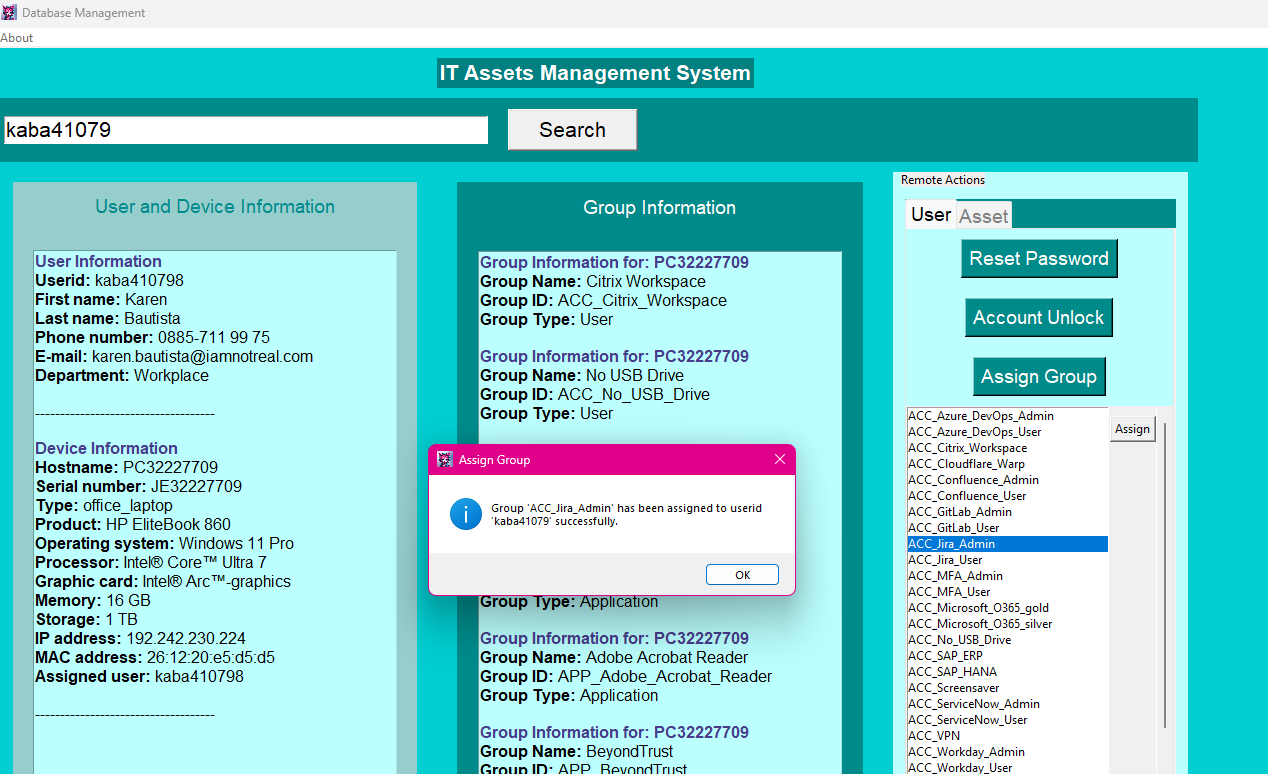 Database Management
About
IT Assets Management System
kaba41079
Search
User and Device Information
User Information
Userid: kaba410798
First name: Karen
Last name: Bautista
Phone number: 0885-711 99 75
E-mail: karen.bautista@iamnotreal.com
Department: Workplace
------------------------------------
Device Information
Hostname: PC32227709
Serial number: JE32227709
Type: office_laptop
Product: HP EliteBook 860
Operating system: Windows 11 Pro
Processor: Intel® Core™ Ultra 7
Graphic card: Intel® Arc™-graphics
Memory: 16 GB
Storage: 1 TB
IP address: 192.242.230.224
MAC address: 26:12:20:e5:d5:d5
Assigned user: kaba410798
------------------------------------
Group Information
Group Information for: PC32227709
Group Name: Citrix Workspace
Group ID: ACC_Citrix_Workspace
Group Type: User
Group Information for: PC32227709
Group Name: No USB Drive
Group ID: ACC_No_USB_Drive
Group Type: User
Assign Group
Group 'ACC_Jira_Admin' has been assigned to userid
'kaba41079' successfully.
OK
Group Type: Application
Group Information for: PC32227709
Group Name: Adobe Acrobat Reader
Group ID: APP_Adobe_Acrobat_Reader
Group Type: Application
Group Information for: PC32227709
Group Name: BeyondTrust
Group ID: APP_BeyondTrust
Remote Actions
User Asset
Reset Password
Account Unlock
Assign Group
Assign
ACC_Azure_DevOps_Admin
ACC_Azure_DevOps_User
ACC_Citrix_Workspace
ACC_Cloudflare_Warp
ACC_Confluence_Admin
ACC_Confluence_User
ACC_GitLab_Admin
ACC_GitLab_User
ACC_Jira_Admin
ACC_Jira_User
ACC_MFA_Admin
ACC_MFA_User
ACC_Microsoft_O365_gold
ACC_Microsoft_O365_silver
ACC_No_USB_Drive
ACC_SAP_ERP
ACC_SAP_HANA
ACC_Screensaver
ACC_ServiceNow_Admin
ACC_ServiceNow_User
ACC_VPN
ACC_Workday_Admin
ACC_Workday_User